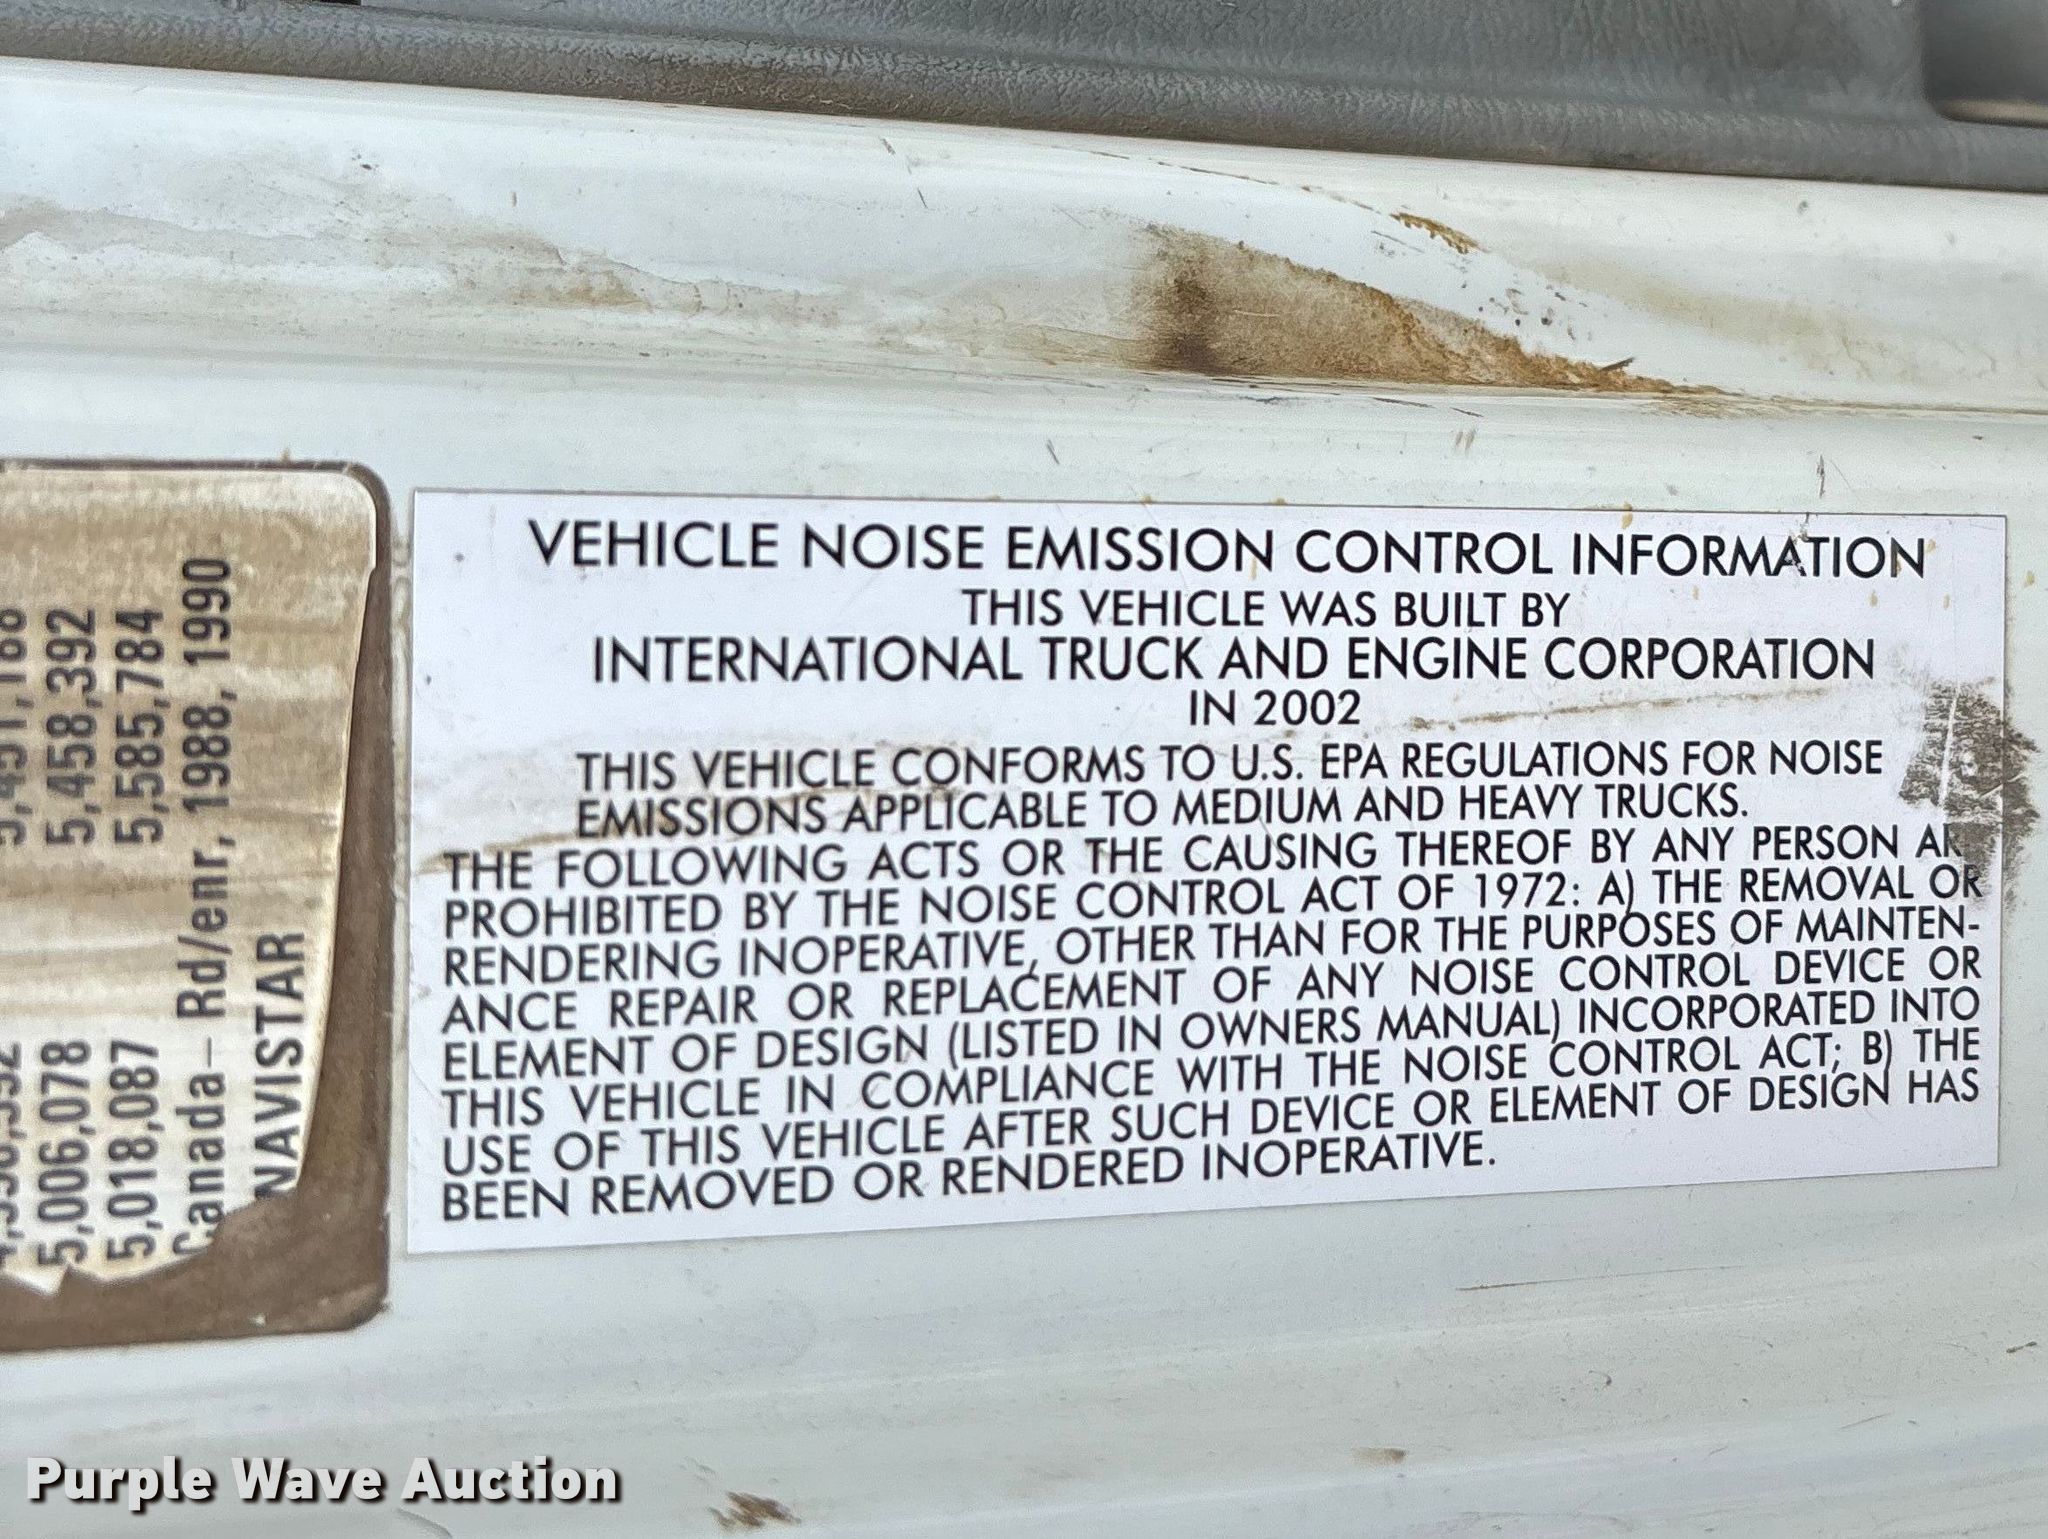 5,458,392
5,585,784
Rd/enr, 1988, 1990
5,006,078
5,018,087
Canada –
NAVISTAR
VEHICLE NOISE EMISSION CONTROL INFORMATION
THIS VEHICLE WAS BUILT BY
INTERNATIONAL TRUCK AND ENGINE CORPORATION
IN 2002
THIS VEHICLE CONFORMS TO U.S. EPA REGULATIONS FOR NOISE
EMISSIONS APPLICABLE TO MEDIUM AND HEAVY TRUCKS.
THE FOLLOWING ACTS OR THE CAUSING THEREOF BY ANY PERSON
PROHIBITED BY THE NOISE CONTROL ACT OF 1972: A) THE REMOVAL OR
RENDERING INOPERATIVE, OTHER THAN FOR THE PURPOSES OF MAINTEN-
ANCE REPAIR OR REPLACEMENT OF ANY NOISE CONTROL DEVICE OR
ELEMENT OF DESIGN (LISTED IN OWNERS MANUAL) INCORPORATED INTO
THIS VEHICLE IN COMPLIANCE WITH THE NOISE CONTROL ACT; B) THE
USE OF THIS VEHICLE AFTER SUCH DEVICE OR ELEMENT OF DESIGN HAS
BEEN REMOVED OR RENDERED INOPERATIVE.
Purple Wave Auction